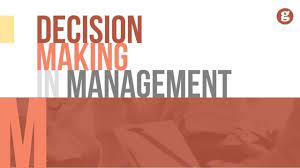 g
DECISION
MAKING
IN MANAGEMENT
M